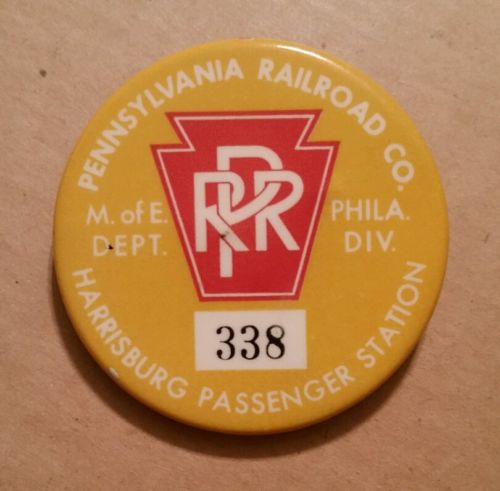 PENNSYLVANIA RAILROAD CO.
PRR
M. of E.
DEPT.
PHILA.
DIV.
338
HARRISBURG PASSENGER STATION